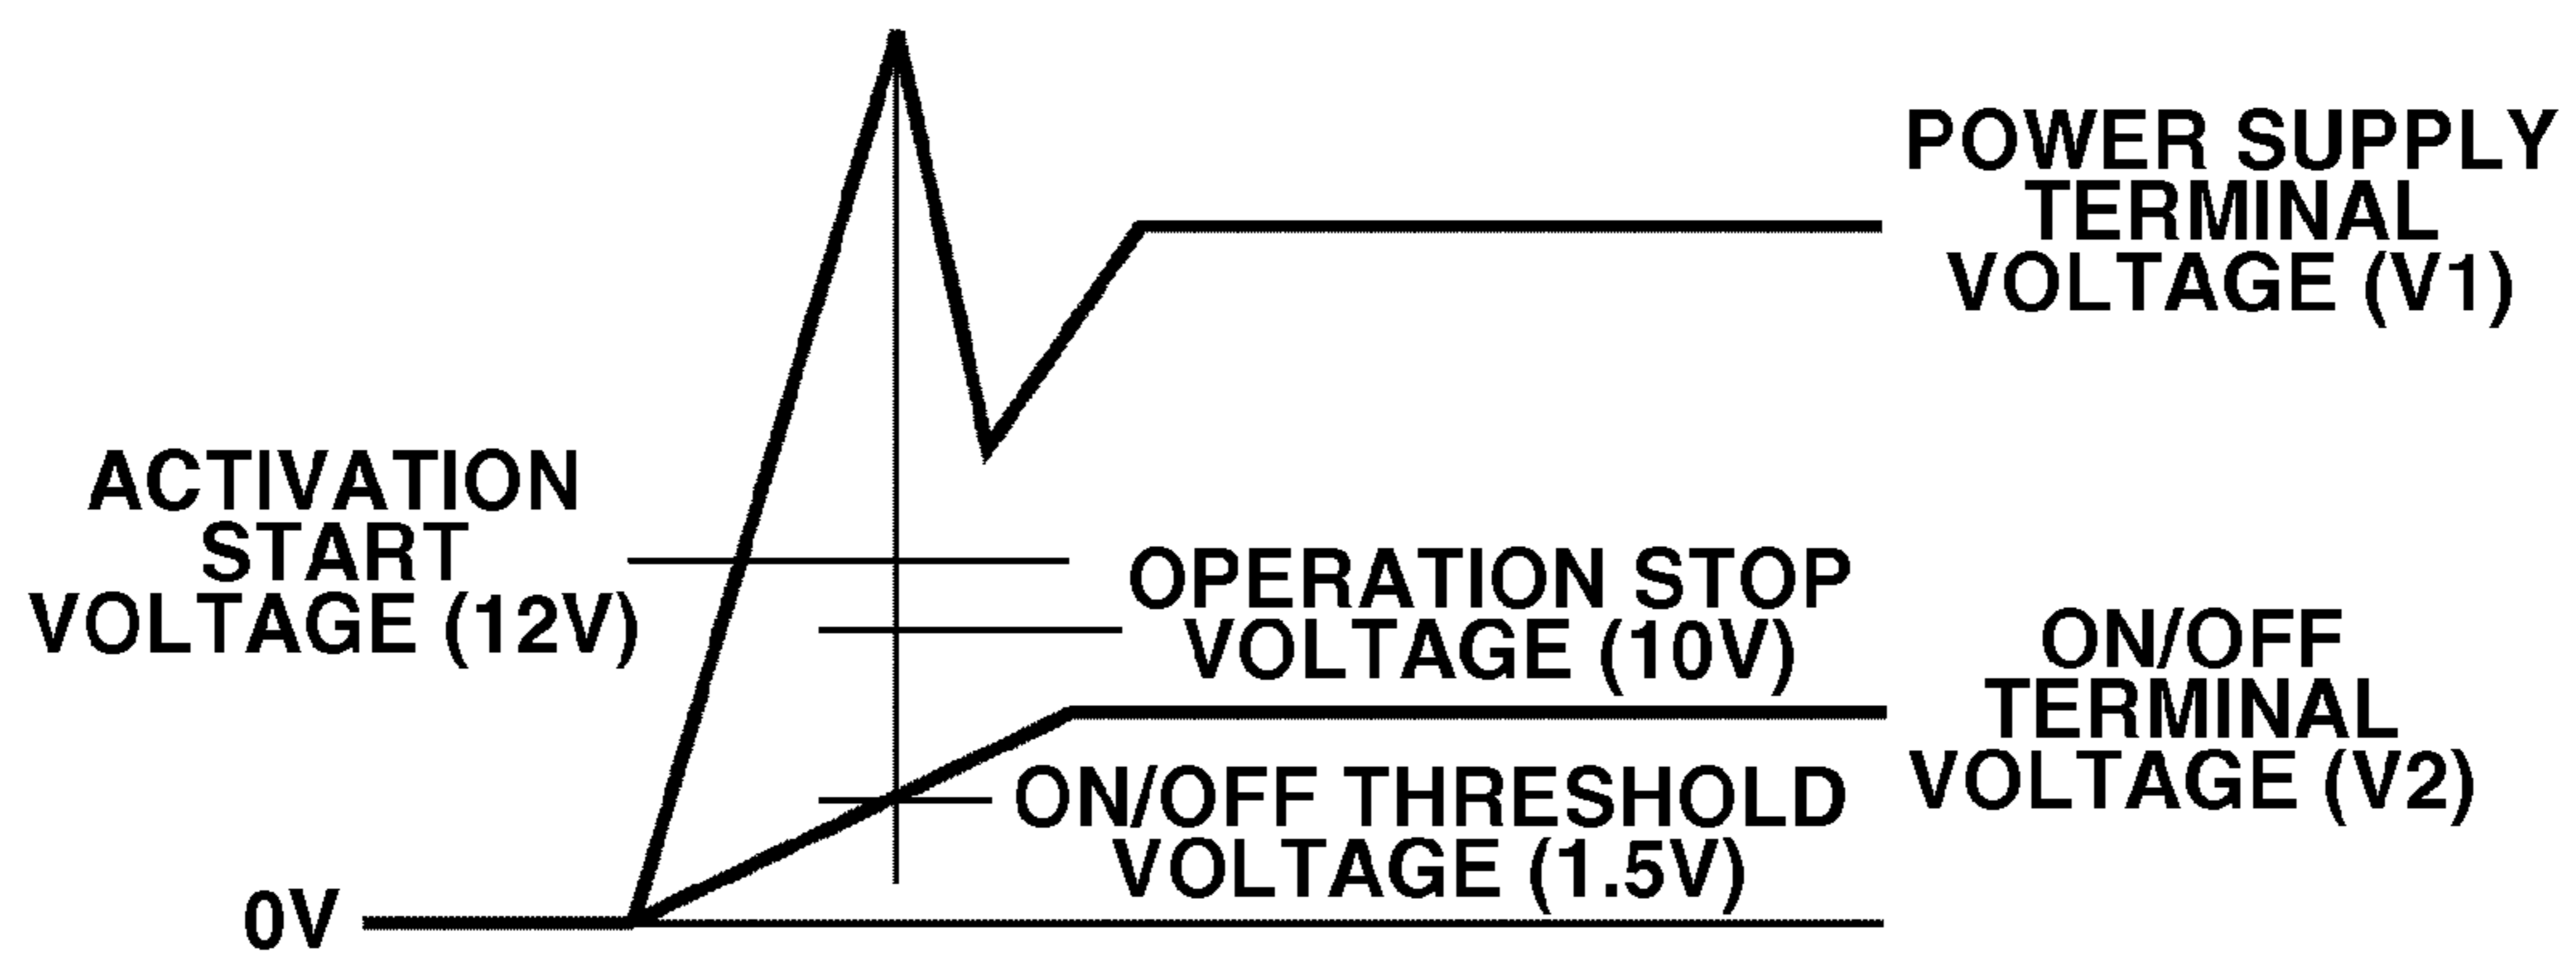 POWER SUPPLY
TERMINAL
VOLTAGE (V1)
ACTIVATION
START
VOLTAGE (12V)
OPERATION STOP
VOLTAGE (10V)
ON/OFF
TERMINAL
VOLTAGE (V2)
ON/OFF THRESHOLD
VOLTAGE (1.5V)
0V